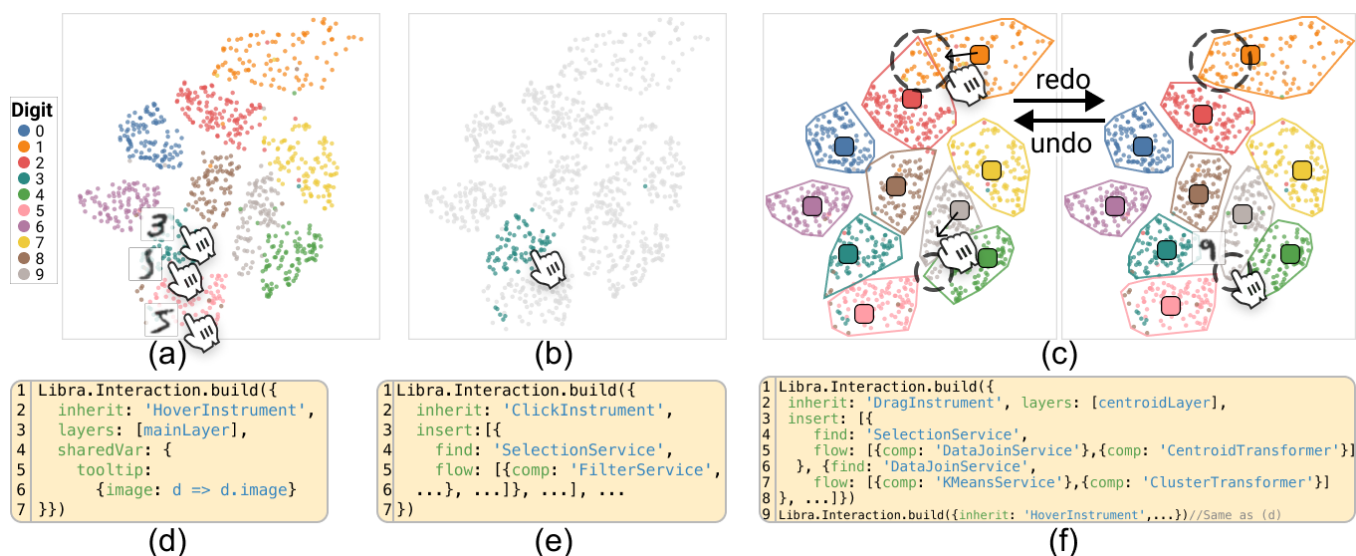 Digit
0
1
2
3
4
5
6
7
8
9
3
5
5
(a)
(b)
redo
undo
9
(c)
1 Libra.Interaction.build({
2 inherit: 'HoverInstrument',
3 layers: [mainLayer],
4 sharedVar: {
5 tooltip:
6 {image: d => d.image}
7 }})
(d)
1 Libra.Interaction.build({
2 inherit: 'ClickInstrument',
3 insert:[{
4 find: 'SelectionService',
5 flow: [{comp: 'FilterService',
6 ...}, ...]}, ...], ...
7 })
(e)
1 Libra.Interaction.build({
2 inherit: 'DragInstrument', layers: [centroidLayer],
3 insert: [{
4 find: 'SelectionService',
5 flow: [{comp: 'DataJoinService'},{comp: 'CentroidTransformer'}]
6 }, {find: 'DataJoinService',
7 flow: [{comp: 'KMeansService'},{comp: 'ClusterTransformer'}]
8 }, ...]})
9 Libra.Interaction.build({inherit: 'HoverInstrument',...})//Same as (d)
(f)